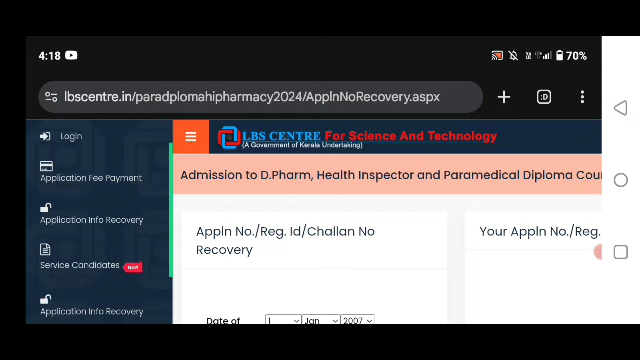 4:18
70%
lbscentre.in/paradplomahipharmacy2024/ApplnNoRecovery.aspx
:D
Login
LBS CENTRE For Science And Technology
(A Government of Kerala Undertaking)
Application Fee Payment
Admission to D.Pharm, Health Inspector and Paramedical Diploma Cour
Application Info Recovery
Appln No./Reg. Id/Challan No
Recovery
Your Appln No./Reg.
Service Candidates NEW
Application Info Recovery
Date of
1 Jan 2007